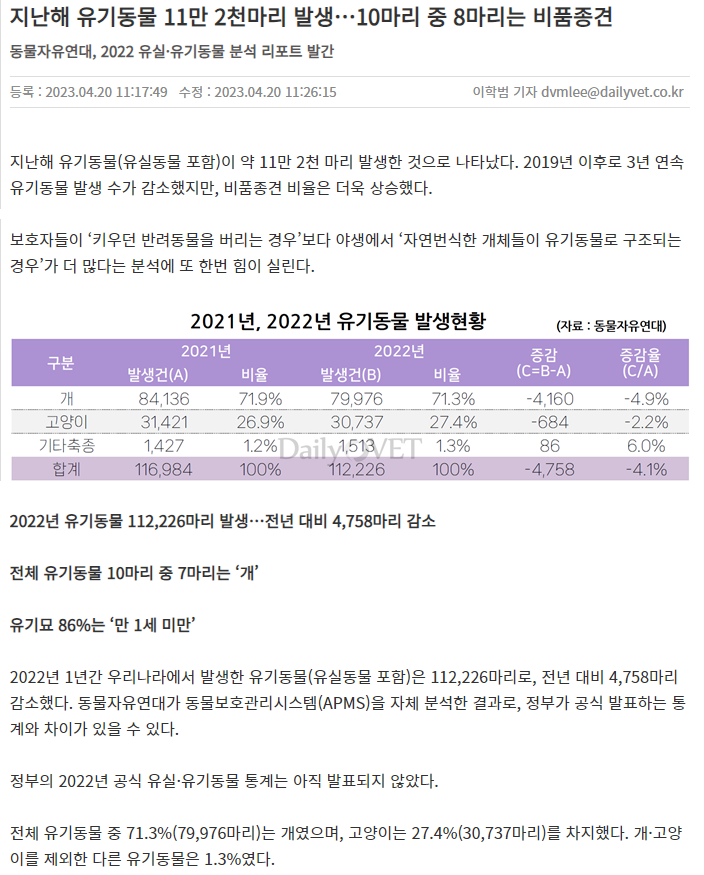 지난해 유기동물 11만 2천마리 발생…10마리 중 8마리는 비품종견
동물자유연대, 2022 유실·유기동물 분석 리포트 발간
등록 : 2023.04.20 11:17:49 수정 : 2023.04.20 11:26:15 이학범 기자 dvmlee@dailyvet.co.kr
지난해 유기동물(유실동물 포함)이 약 11만 2천 마리 발생한 것으로 나타났다. 2019년 이후로 3년 연속
유기동물 발생 수가 감소했지만, 비품종견 비율은 더욱 상승했다.
보호자들이 ‘키우던 반려동물을 버리는 경우’보다 야생에서 ‘자연번식한 개체들이 유기동물로 구조되는
경우’가 더 많다는 분석에 또 한번 힘이 실린다.
2021년, 2022년 유기동물 발생현황 (자료 : 동물자유연대)
구분 2021년 2022년 증감 (C=B-A) 증감율 (C/A)
발생건(A) 비율 발생건(B) 비율
개 84,136 71.9% 79,976 71.3% -4,160 -4.9%
고양이 31,421 26.9% 30,737 27.4% -684 -2.2%
기타축종 1,427 1.2% 1,513 1.3% 86 6.0%
DailyVET
합계 116,984 100% 112,226 100% -4,758 -4.1%
2022년 유기동물 112,226마리 발생…전년 대비 4,758마리 감소
전체 유기동물 10마리 중 7마리는 ‘개’
유기묘 86%는 ‘만 1세 미만’
2022년 1년간 우리나라에서 발생한 유기동물(유실동물 포함)은 112,226마리로, 전년 대비 4,758마리
감소했다. 동물자유연대가 동물보호관리시스템(APMS)을 자체 분석한 결과로, 정부가 공식 발표하는 통
계와 차이가 있을 수 있다.
정부의 2022년 공식 유실·유기동물 통계는 아직 발표되지 않았다.
전체 유기동물 중 71.3%(79,976마리)는 개였으며, 고양이는 27.4%(30,737마리)를 차지했다. 개·고양
이를 제외한 다른 유기동물은 1.3%였다.